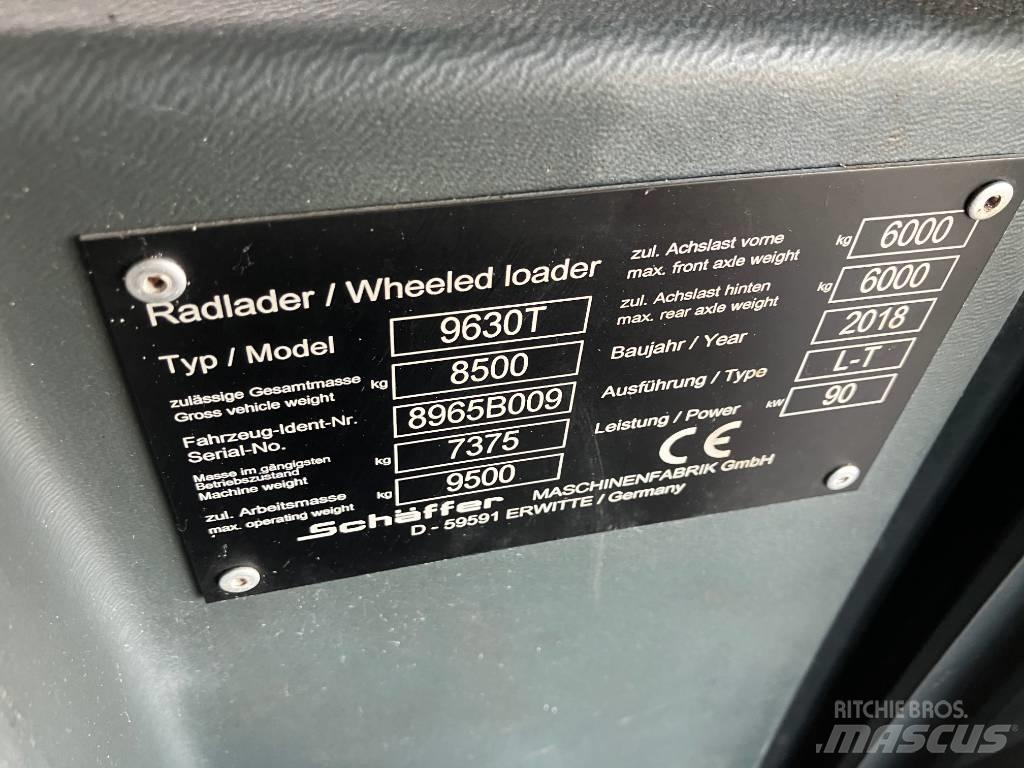 Radlader / Wheeled loader
Typ / Model 9630T
zulässige Gesamtmasse
Gross vehicle weight kg 8500
Fahrzeug-Ident-Nr.
Serial-No. 8965B009
Masse im gängigsten
Betriebszustand
Machine weight kg 7375
zul. Arbeitsmasse
max. operating weight kg 9500
zul. Achslast vorne
max. front axle weight kg 6000
zul. Achslast hinten
max. rear axle weight kg 6000
Baujahr / Year 2018
Ausführung / Type L-T
Leistung / Power kW 90
CE
Schäffer MASCHINENFABRIK GmbH
D - 59591 ERWITTE / Germany
RITCHIE BROS.
MASCUS